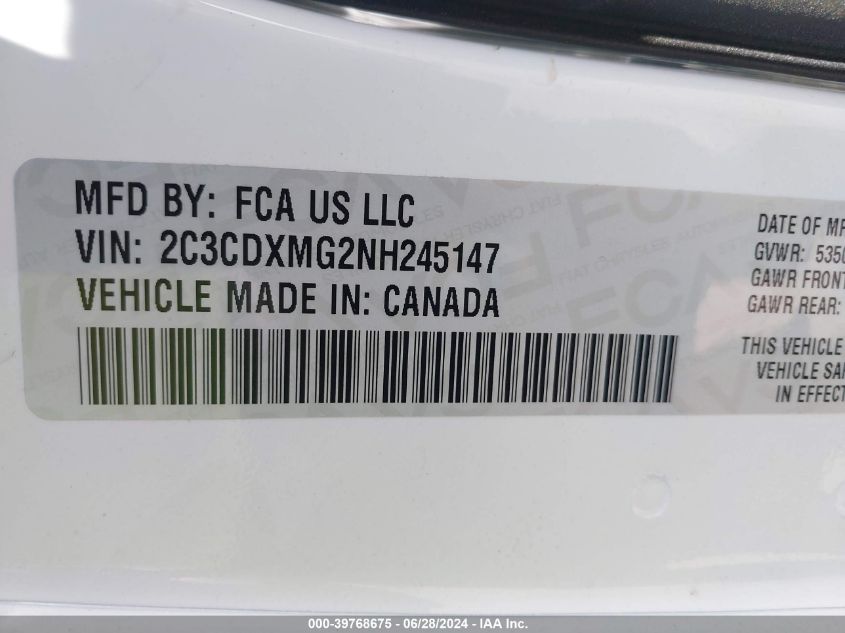 MFD BY: FCA US LLC
VIN: 2C3CDXMG2NH245147
VEHICLE MADE IN: CANADA
DATE OF
GVWR: 
GAWR FRONT
GAWR REAR:
THIS VEHICLE
VEHICLE
IN EFFECT
000-39768675 - 06/28/2024 - IAA Inc.